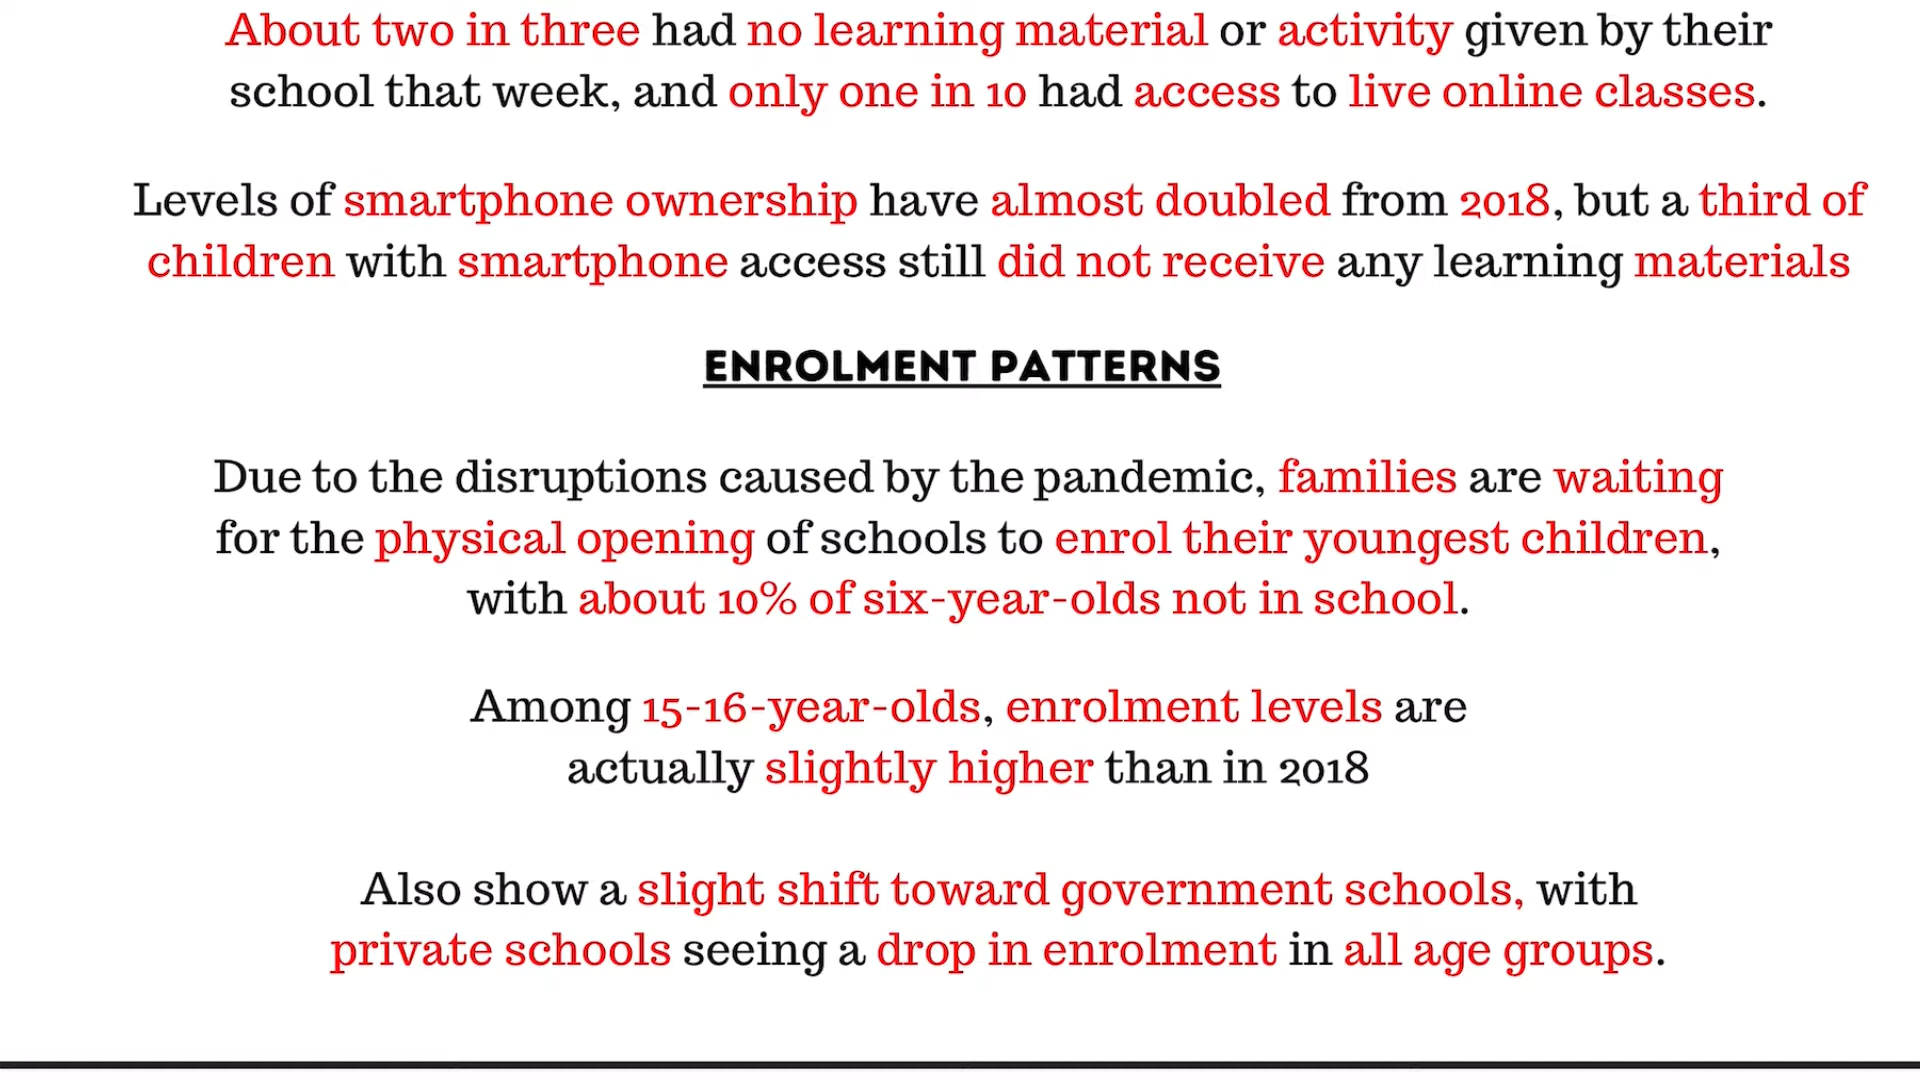 About two in three had no learning material or activity given by their
school that week, and only one in 10 had access to live online classes.
Levels of smartphone ownership have almost doubled from 2018, but a third of
children with smartphone access still did not receive any learning materials
ENROLMENT PATTERNS
Due to the disruptions caused by the pandemic, families are waiting
for the physical opening of schools to enrol their youngest children,
with about 10% of six-year-olds not in school.
Among 15-16-year-olds, enrolment levels are
actually slightly higher than in 2018
Also show a slight shift toward government schools, with
private schools seeing a drop in enrolment in all age groups.